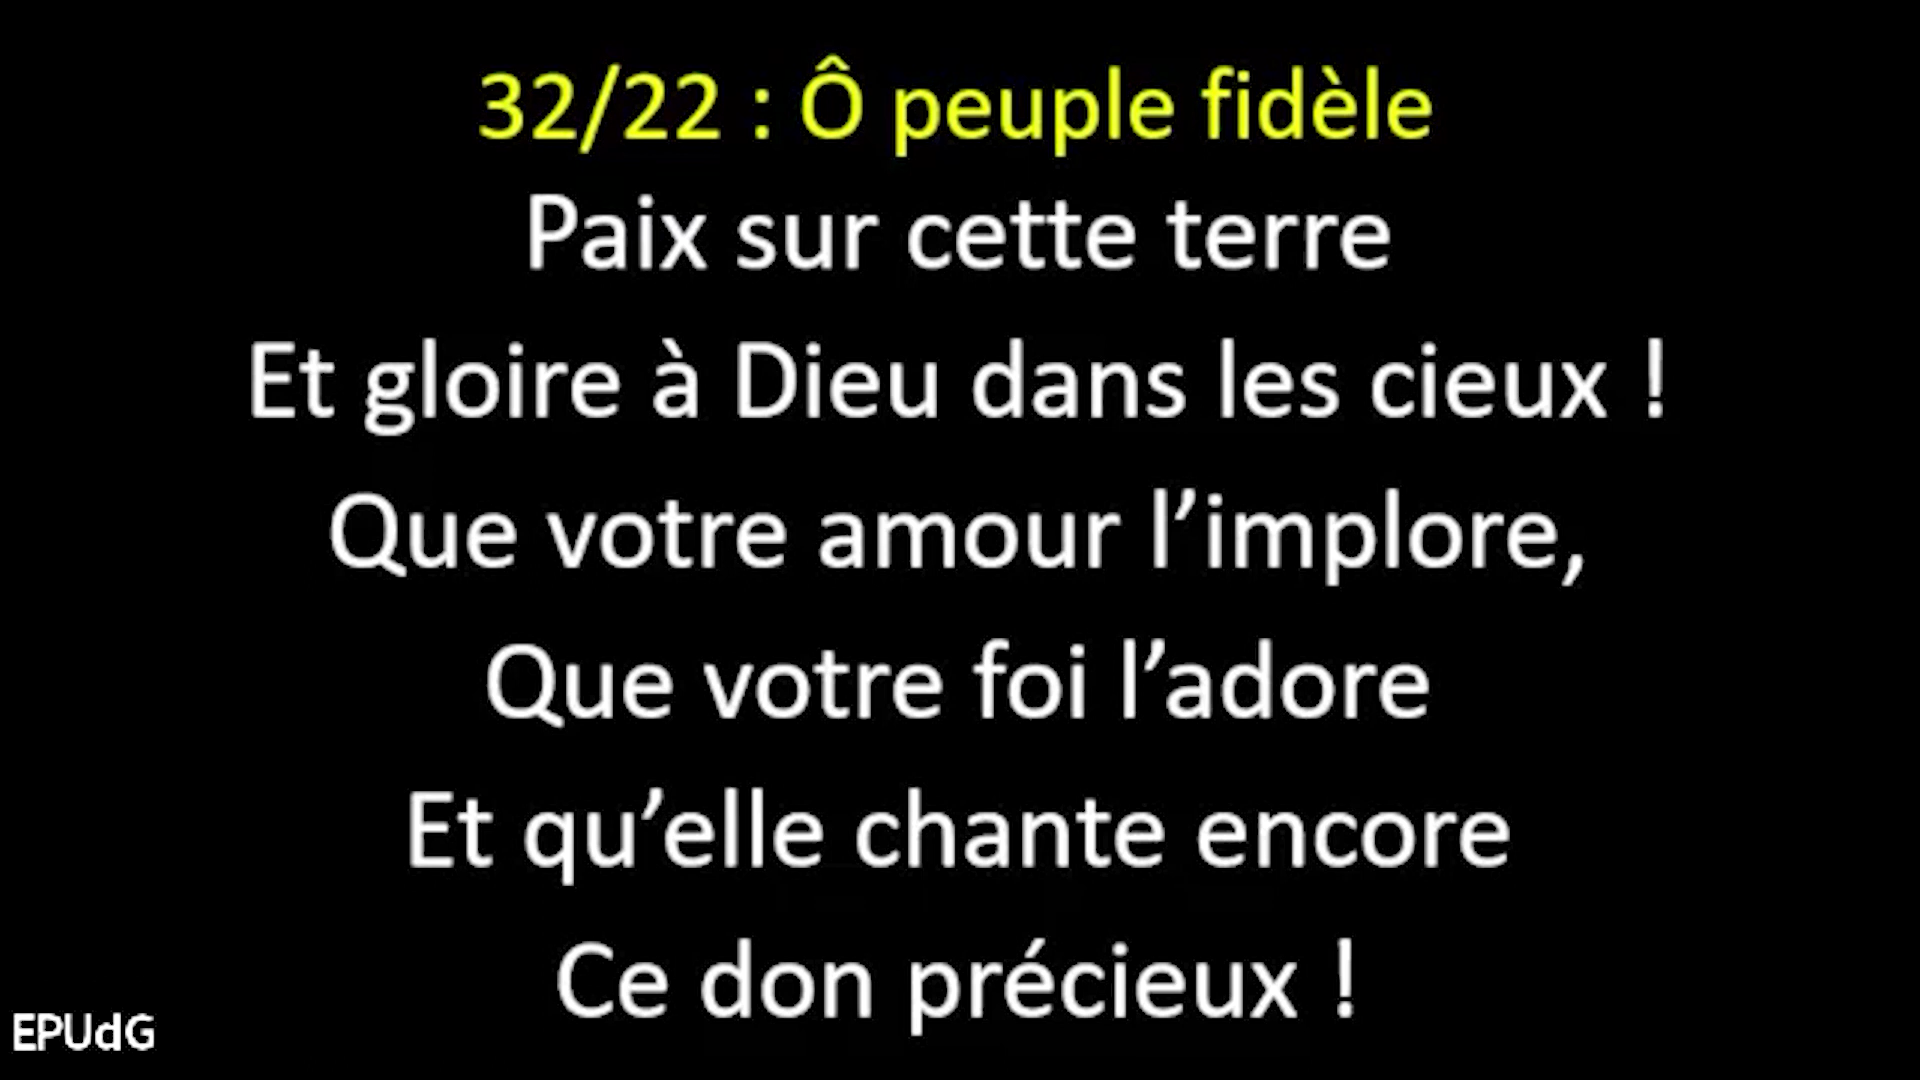 32/22 : Ô peuple fidèle
Paix sur cette terre
Et gloire à Dieu dans les cieux !
Que votre amour l’implore,
Que votre foi l’adore
Et qu’elle chante encore
Ce don précieux !
EPUdG